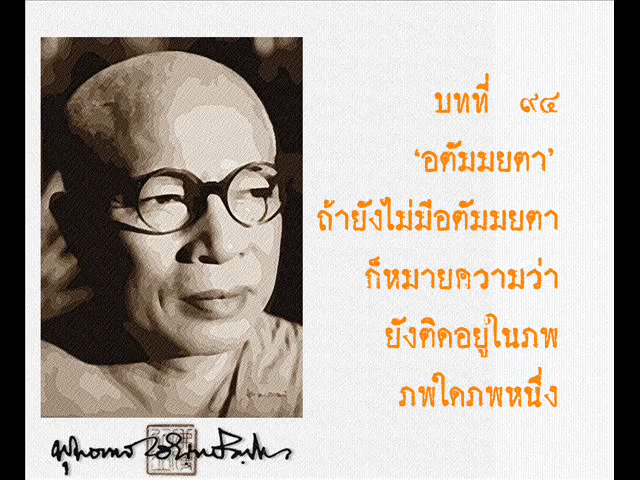 บทที่ ๙๔
‘อตัมมยตา’
ถ้ายังไม่มีอตัมมยตา
ก็หมายความว่า
ยังติดอยู่ในภพ
ภพใดภพหนึ่ง